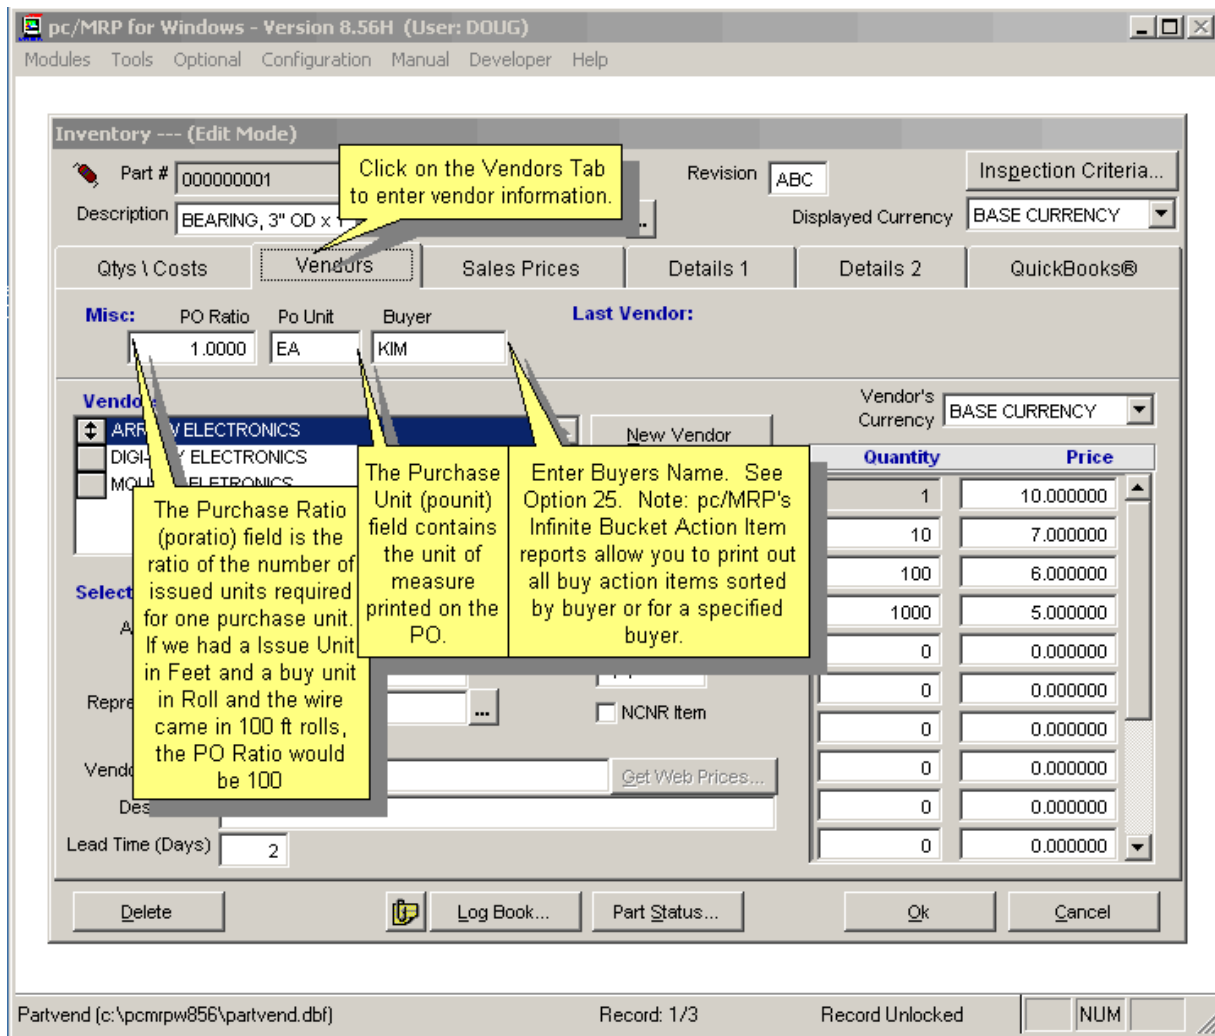 pc/MRP for Windows - Version 8.56H (User: DOUG)
Modules Tools Optional Configuration Manual Developer Help
Inventory --- (Edit Mode)
Part # 000000001
Click on the Vendors Tab
to enter vendor information.
Revision ABC
Inspection Criteria...
Description BEARING, 3" OD x 1
...
Displayed Currency BASE CURRENCY
Qtys \ Costs Vendors Sales Prices Details 1 Details 2 QuickBooks®
Misc: PO Ratio Po Unit Buyer Last Vendor:
1.0000 EA KIM
Vendo
Vendor's
Currency BASE CURRENCY
ARR W ELECTRONICS
New Vendor
DIGI- Y ELECTRONICS
MOU ELETRONICS
Quantity Price
1 10.000000
10 7.000000
100 6.000000
1000 5.000000
0 0.000000
0 0.000000
0 0.000000
0 0.000000
0 0.000000
0 0.000000
The Purchase Ratio
(poratio) field is the
ratio of the number of
issued units required
for one purchase unit.
If we had a Issue Unit
in Feet and a buy unit
in Roll and the wire
came in 100 ft rolls,
the PO Ratio would
be 100
The Purchase
Unit (pounit)
field contains
the unit of
measure
printed on the
PO.
Enter Buyers Name. See
Option 25. Note: pc/MRP's
Infinite Bucket Action Item
reports allow you to print out
all buy action items sorted
by buyer or for a specified
buyer.
Select
A
Repre
...
NCNR Item
Vendo
Get Web Prices...
Des
Lead Time (Days) 2
Delete Log Book... Part Status... Ok Cancel
Partvend (c:\pcmrpw856\partvend.dbf) Record: 1/3 Record Unlocked NUM